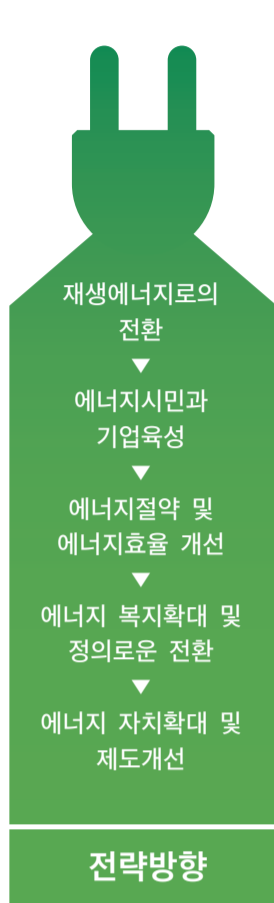 재생에너지로의
전환
▼
에너지시민과
기업육성
▼
에너지절약 및
에너지효율 개선
▼
에너지 복지확대 및
정의로운 전환
▼
에너지 자치확대 및
제도개선
전략방향